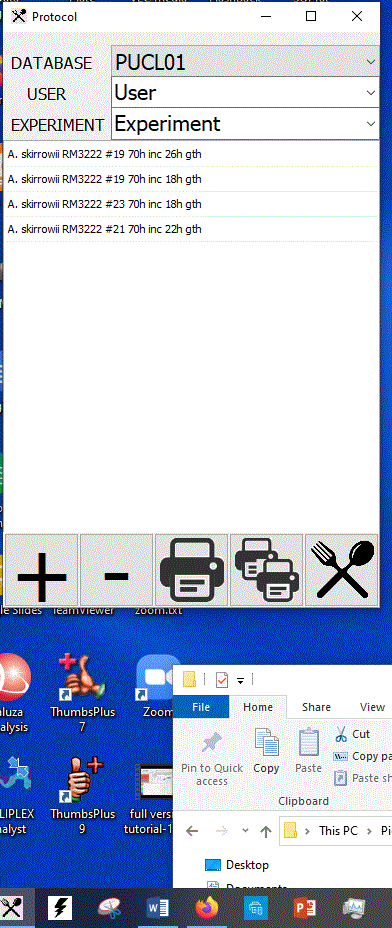 Protocol
DATABASE PUCL01
USER User
EXPERIMENT Experiment
A. skirrowii RM3222 #19 70h inc 26h gth
A. skirrowii RM3222 #19 70h inc 18h gth
A. skirrowii RM3222 #23 70h inc 18h gth
A. skirrowii RM3222 #21 70h inc 22h gth
+ -
le Slides TeamViewer zoom.txt
luza ThumbsPlus Zoom
alysis 7
LIPLEX ThumbsPlus full versi
alyst 9 tutorial-1
File Home Share View
Pin to Quick access Copy Paste
Cut
Copy pa
Paste sh
Clipboard
This PC Pi
Desktop
Documents